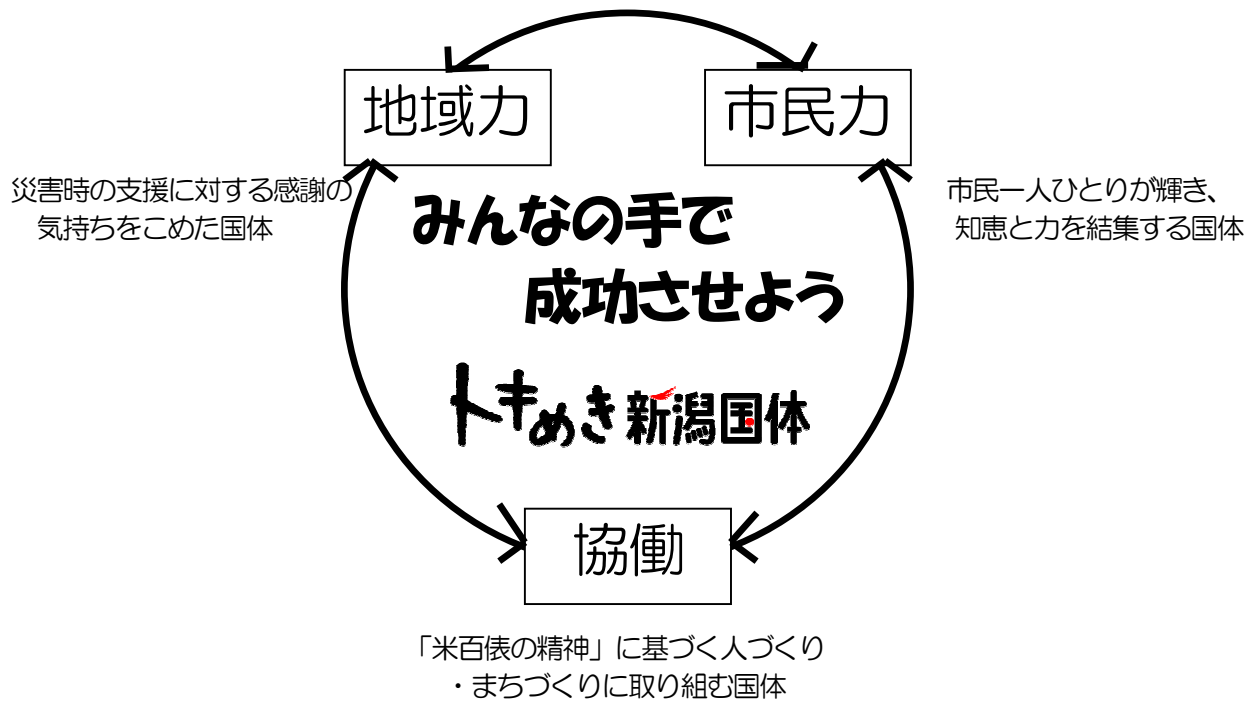 地域力
市民力
災害時の支援に対する感謝の
気持ちをこめた国体
市民一人ひとりが輝き、
知恵と力を結集する国体
みんなの手で
成功させよう
トキめき新潟国体
協働
「米百俵の精神」に基づく人づくり
・まちづくりに取り組む国体